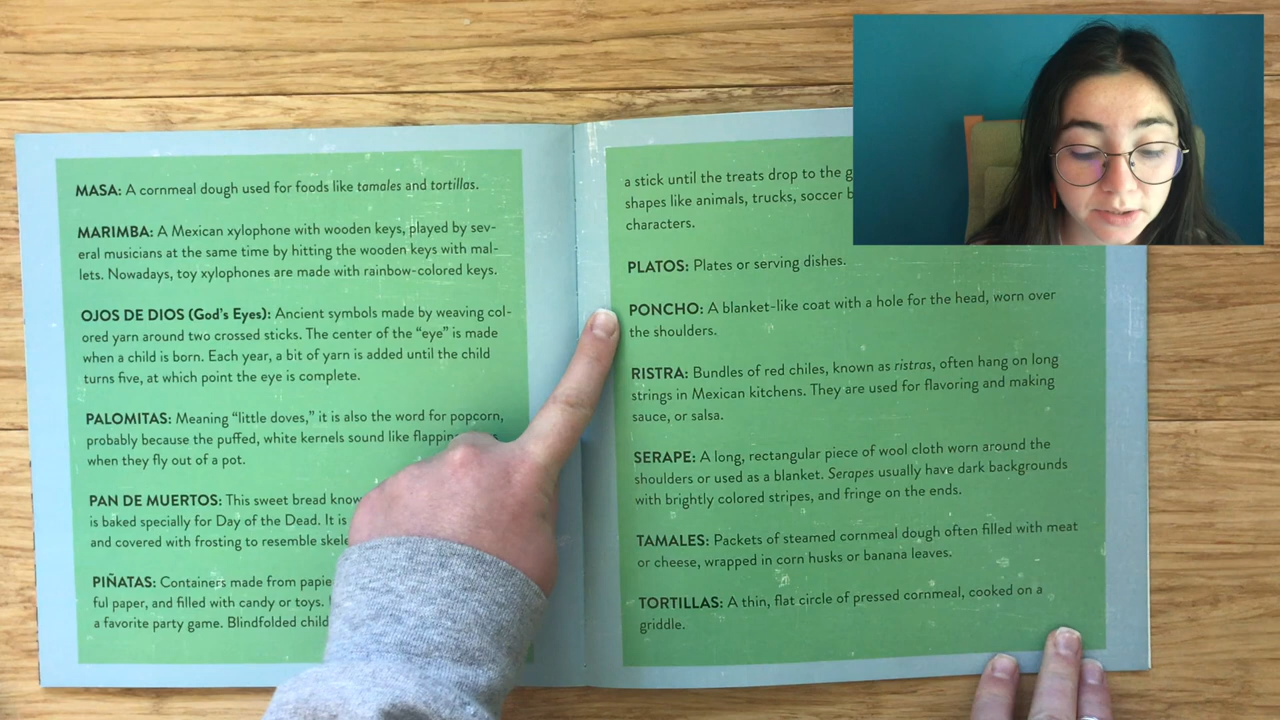 MASA: A cornmeal dough used for foods like tamales and tortillas.
MARIMBA: A Mexican xylophone with wooden keys, played by sev-
eral musicians at the same time by hitting the wooden keys with mal-
lets. Nowadays, toy xylophones are made with rainbow-colored keys.
OJOS DE DIOS (God's Eyes): Ancient symbols made by weaving col-
ored yarn around two crossed sticks. The center of the "eye" is made
when a child is born. Each year, a bit of yarn is added until the child
turns five, at which point the eye is complete.
PALOMITAS: Meaning "little doves," it is also the word for popcorn,
probably because the puffed, white kernels sound like
when they fly out of a pot.
PAN DE MUERTOS: This sweet bread
is baked specially for Day of the Dead. It is
and covered with frosting to resemble
PIÑATAS: Containers made from
ful paper, and filled with candy or toys.
a favorite party game. Blindfolded
a stick until the treats drop to the
shapes like animals, trucks, soccer
characters.
PLATOS: Plates or serving dishes.
PONCHO: A blanket-like coat with a hole for the head, worn over
the shoulders.
RISTRA: Bundles of red chiles, known as ristras, often hang on long
strings in Mexican kitchens. They are used for flavoring and making
sauce, or salsa.
SERAPE: A long, rectangular piece of wool cloth worn around the
shoulders or used as a blanket. Serapes usually have dark backgrounds
with brightly colored stripes, and fringe on the ends.
TAMALES: Packets of steamed cornmeal dough often filled with meat
or cheese, wrapped in corn husks or banana leaves.
TORTILLAS: A thin, flat circle of pressed cornmeal, cooked on a
griddle.